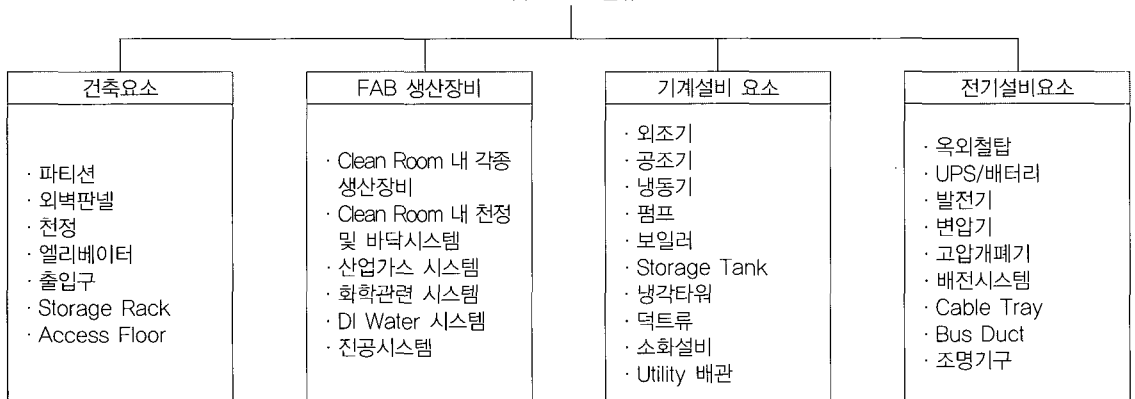 건축요소
· 파티션
· 외벽판넬
· 천정
· 엘리베이터
· 출입구
· Storage Rack
· Access Floor
FAB 생산장비
· Clean Room 내 각종
생산장비
· Clean Room 내 천정
및 바닥시스템
· 산업가스 시스템
· 화학관련 시스템
· DI Water 시스템
· 진공시스템
기계설비 요소
· 외조기
· 공조기
· 냉동기
· 펌프
· 보일러
· Storage Tank
· 냉각타워
· 덕트류
· 소화설비
· Utility 배관
전기설비요소
· 옥외철탑
· UPS/배터리
· 발전기
· 변압기
· 고압개폐기
· 배전시스템
· Cable Tray
· Bus Duct
· 조명기구